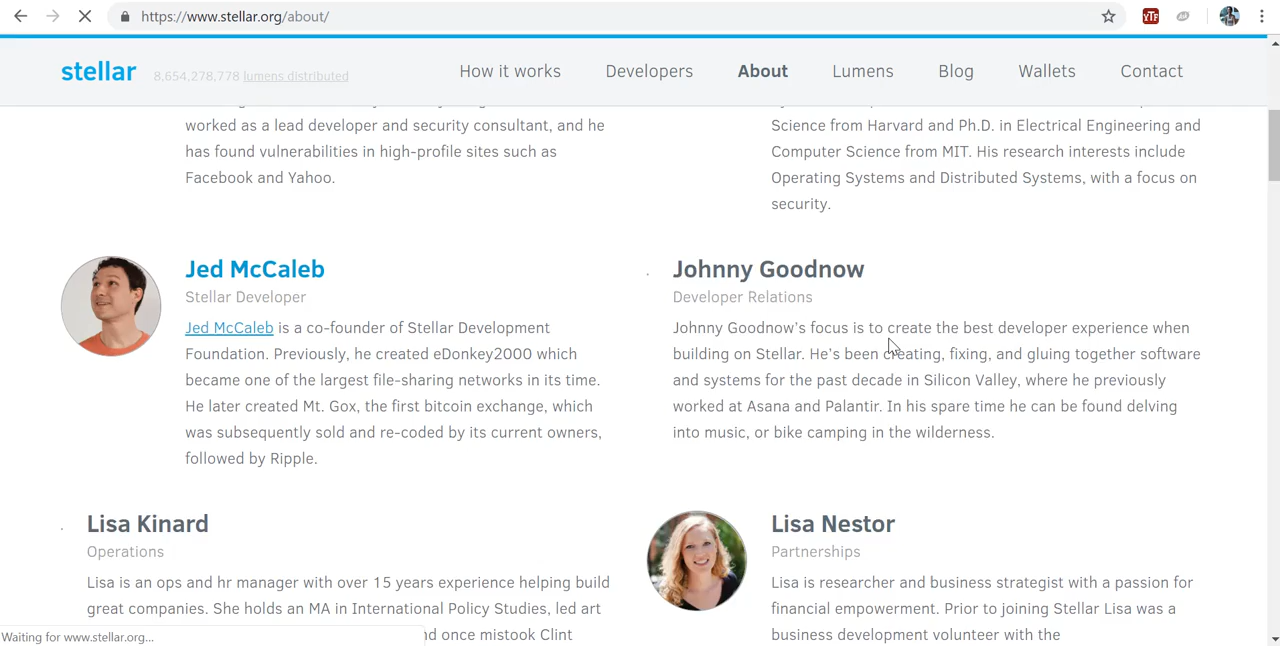 https://www.stellar.org/about/
YTF
stellar
8,654,278,778 lumens distributed
How it works
Developers
About
Lumens
Blog
Wallets
Contact
worked as a lead developer and security consultant, and he
has found vulnerabilities in high-profile sites such as
Facebook and Yahoo.
Science from Harvard and Ph.D. in Electrical Engineering and
Computer Science from MIT. His research interests include
Operating Systems and Distributed Systems, with a focus on
security.
Jed McCaleb
Stellar Developer
Jed McCaleb is a co-founder of Stellar Development
Foundation. Previously, he created eDonkey2000 which
became one of the largest file-sharing networks in its time.
He later created Mt. Gox, the first bitcoin exchange, which
was subsequently sold and re-coded by its current owners,
followed by Ripple.
Johnny Goodnow
Developer Relations
Johnny Goodnow's focus is to create the best developer experience when
building on Stellar. He's been creating, fixing, and gluing together software
and systems for the past decade in Silicon Valley, where he previously
worked at Asana and Palantir. In his spare time he can be found delving
into music, or bike camping in the wilderness.
Lisa Kinard
Operations
Lisa is an ops and hr manager with over 15 years experience helping build
great companies. She holds an MA in International Policy Studies, led art
nd once mistook Clint
Lisa Nestor
Partnerships
Lisa is researcher and business strategist with a passion for
financial empowerment. Prior to joining Stellar Lisa was a
business development volunteer with the
Waiting for www.stellar.org...